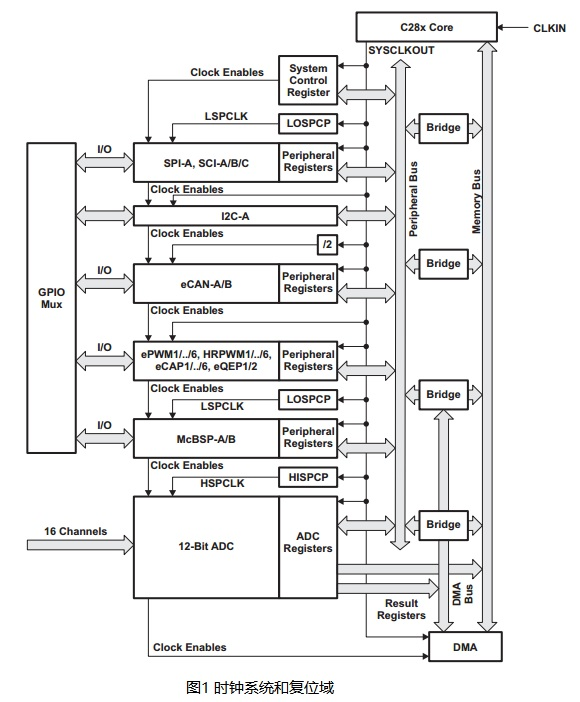 C28x Core
CLKIN
SYSCLKOUT
Clock Enables
System
Control
Register
LSPCLK
LOSPCP
Bridge
I/O
SPI-A, SCI-A/B/C
Peripheral
Registers
Clock Enables
Peripheral Bus
Memory Bus
I2C-A
Clock Enables
/2
Bridge
I/O
eCAN-A/B
Peripheral
Registers
GPIO
Mux
Clock Enables
I/O
ePWM1/../6, HRPWM1/../6,
eCAP1/../6, eQEP1/2
Peripheral
Registers
Clock Enables
LSPCLK
LOSPCP
Bridge
I/O
McBSP-A/B
Peripheral
Registers
Clock Enables
HSPCLK
HISPCP
16 Channels
12-Bit ADC
ADC
Registers
Bridge
Result
Registers
DMA
Bus
Clock Enables
DMA
图1 时钟系统和复位域